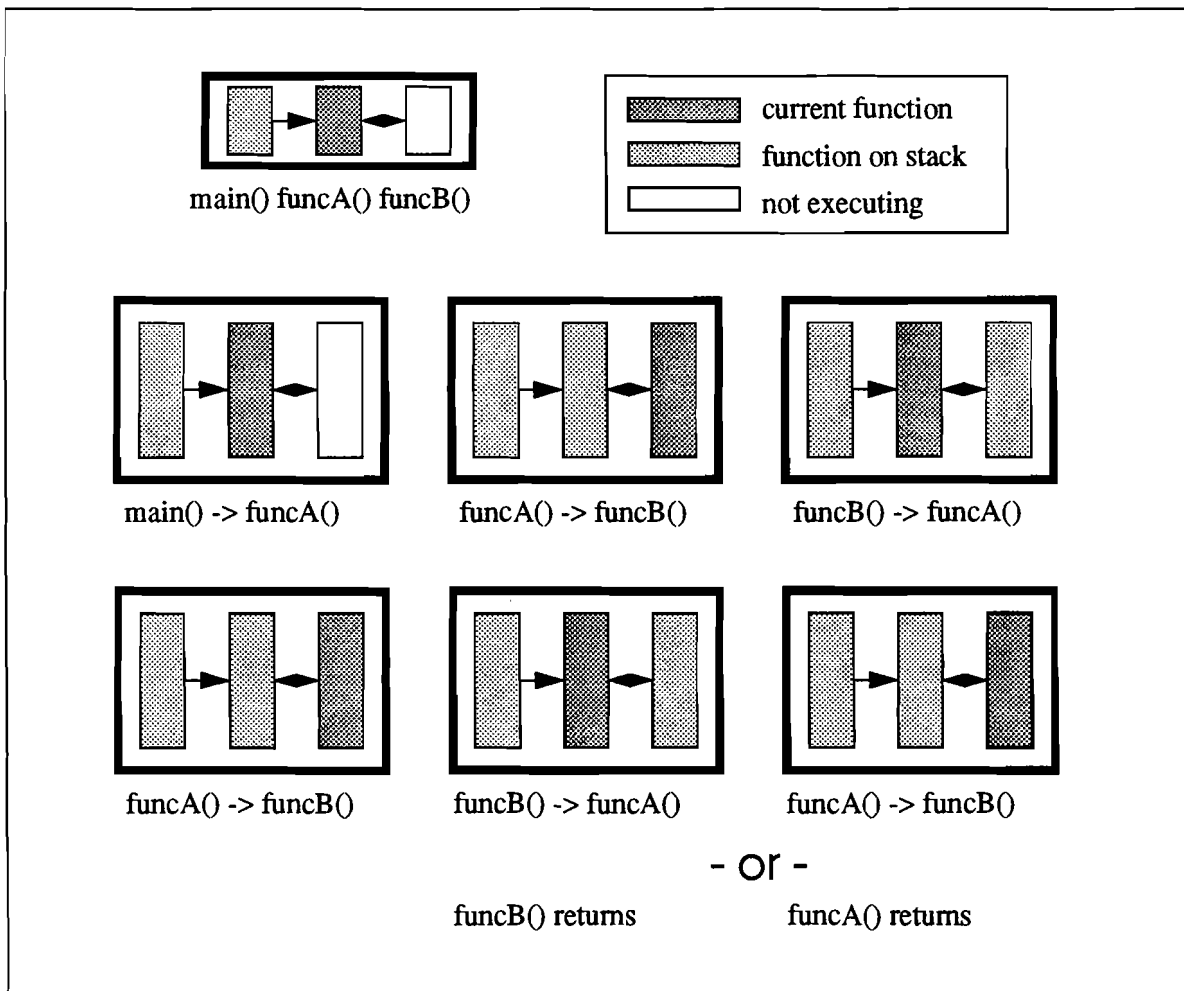 main() funcA() funcB()
current function
function on stack
not executing
main() -> funcA()
funcA() -> funcB()
funcB() -> funcA()
funcA() -> funcB()
funcB() -> funcA()
funcA() -> funcB()
- or -
funcB() returns
funcA() returns